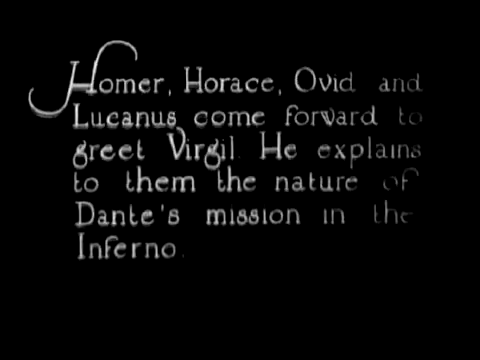 Homer, Horace, Ovid and
Lucanus come forward to
greet Virgil. He explains
to them the nature of
Dante's mission in the
Inferno.